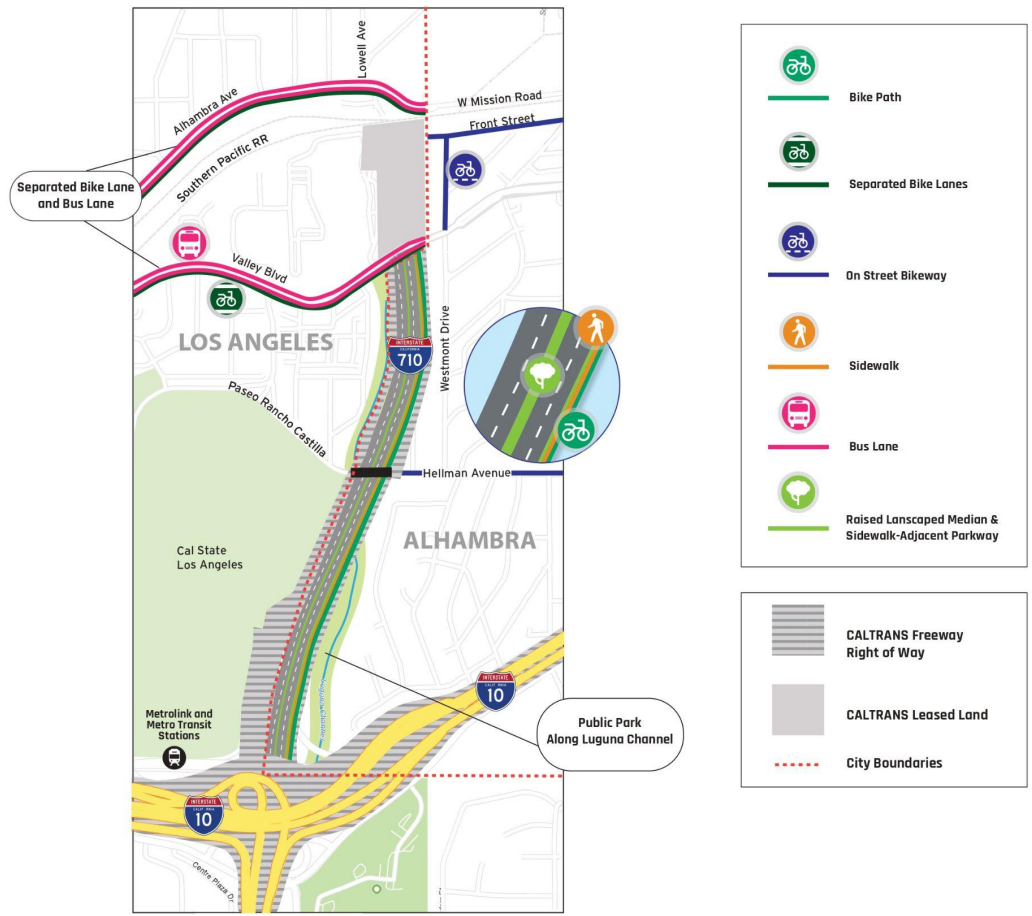 Lowell Ave
Alhambra Ave
W Mission Road
Front Street
Southern Pacific RR
Separated Bike Lane
and Bus Lane
Valley Blvd
LOS ANGELES
INTERSTATE
CALIFORNIA
710
Westmont Drive
Paseo Rancho Castilla
Hellman Avenue
ALHAMBRA
Cal State
Los Angeles
INTERSTATE
10
Metrolink and
Metro Transit
Stations
Public Park
Along Luguna Channel
INTERSTATE
10
Centre Plaza Dr
Bike Path
Separated Bike Lanes
On Street Bikeway
Sidewalk
Bus Lane
Raised Lanscaped Median &
Sidewalk-Adjacent Parkway
CALTRANS Freeway
Right of Way
CALTRANS Leased Land
City Boundaries